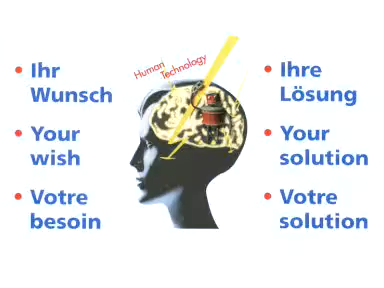 Human Technology
• Ihr
Wunsch
• Your
wish
• Votre
besoin
• Ihre
Lösung
• Your
solution
• Votre
solution